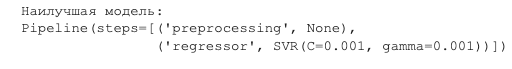 Наилучшая модель:
Pipeline(steps=[('preprocessing', None),
                ('regressor', SVR(C=0.001, gamma=0.001))])